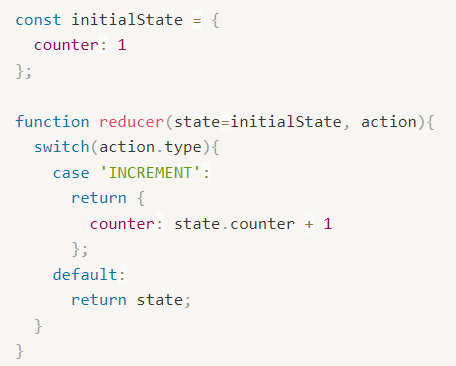 const initialState = {
  counter: 1
};

function reducer(state=initialState, action){
  switch(action.type){
    case 'INCREMENT':
      return {
        counter: state.counter + 1
      };
    default:
      return state;
  }
}